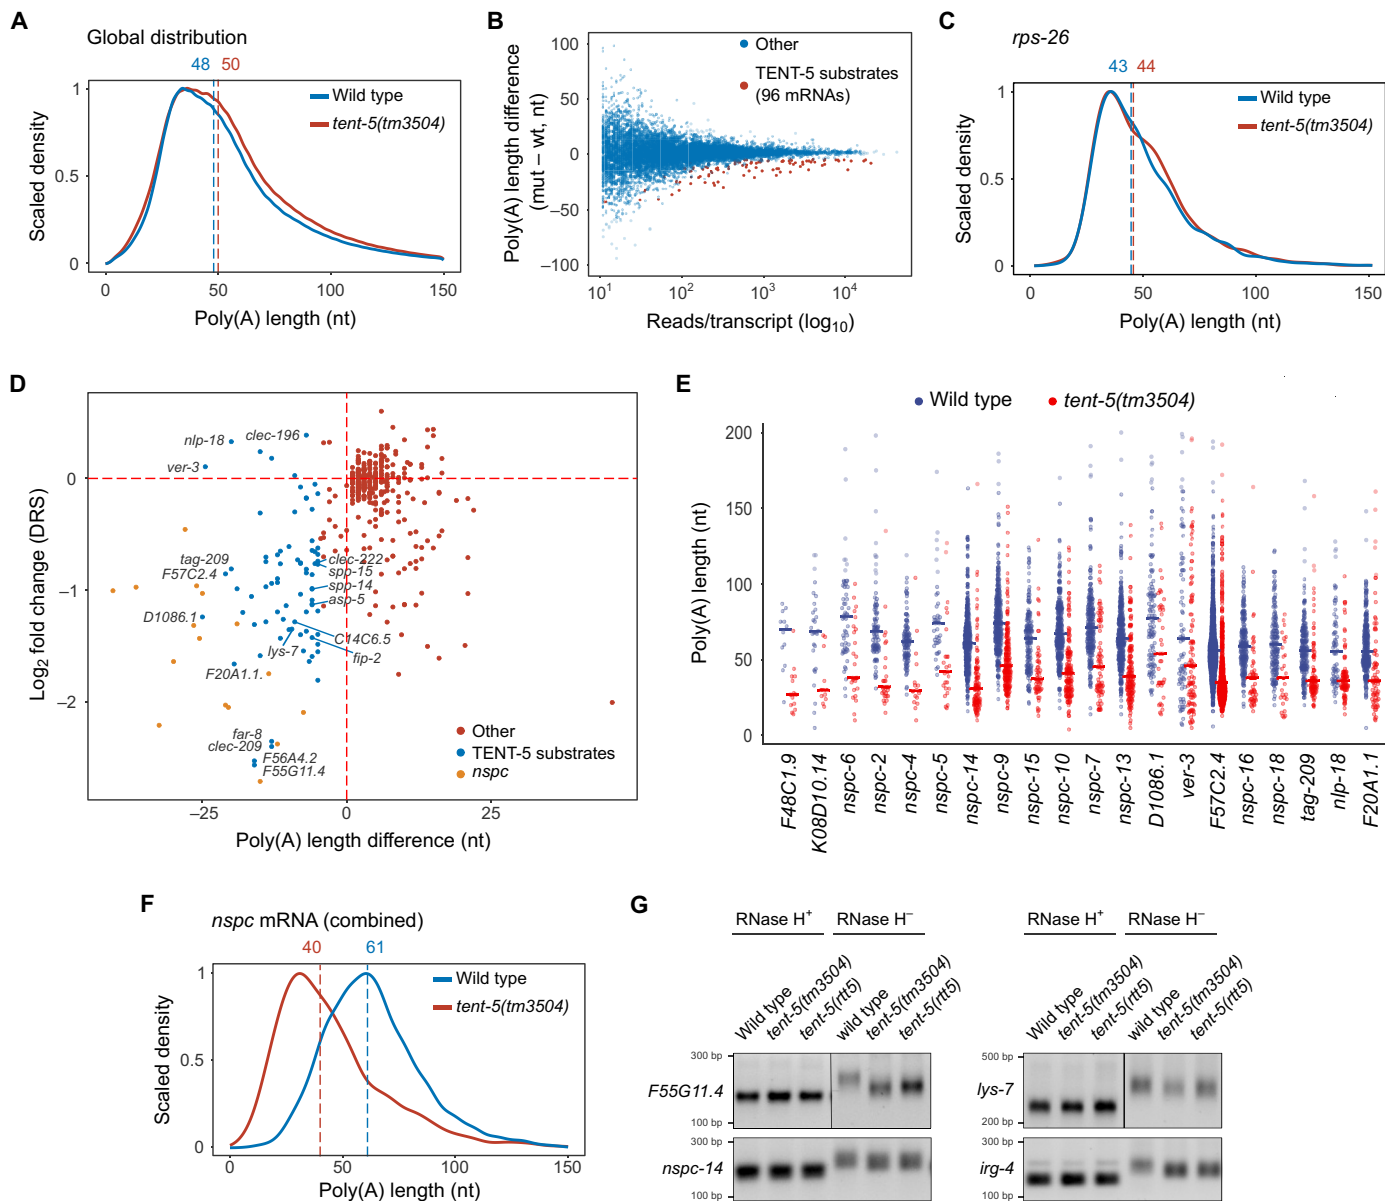 A
Global distribution
48 50
Wild type
tent-5(tm3504)
1
0.5
0
Scaled density
0 50 100 150
Poly(A) length (nt)
B
Other
TENT-5 substrates
(96 mRNAs)
100
50
0
−50
−100
Poly(A) length difference
(mut – wt, nt)
10¹ 10² 10³ 10⁴
Reads/transcript (log₁₀)
C
rps-26
43 44
Wild type
tent-5(tm3504)
1
0.5
0
Scaled density
0 50 100 150
Poly(A) length (nt)
D
0
−1
−2
Log₂ fold change (DRS)
nlp-18
clec-196
ver-3
tag-209
F57C2.4
clec-222
spp-15
spp-14
asp-5
D1086.1
C14C6.5
lys-7
fip-2
F20A1.1.
far-8
clec-209
F56A4.2
F55G11.4
Other
TENT-5 substrates
nspc
−25 0 25
Poly(A) length difference (nt)
E
Wild type
tent-5(tm3504)
200
150
100
50
0
Poly(A) length (nt)
F48C1.9
K08D10.14
nspc-6
nspc-2
nspc-4
nspc-5
nspc-14
nspc-9
nspc-15
nspc-10
nspc-7
nspc-13
D1086.1
ver-3
F57C2.4
nspc-16
nspc-18
tag-209
nlp-18
F20A1.1
F
nspc mRNA (combined)
40 61
Wild type
tent-5(tm3504)
1
0.5
0
Scaled density
0 50 100 150
Poly(A) length (nt)
G
RNase H⁺ RNase H⁻
Wild type
tent-5(tm3504)
tent-5(rtt5)
wild type
tent-5(tm3504)
tent-5(rtt5)
300 bp
F55G11.4
100 bp
300 bp
nspc-14
100 bp
RNase H⁺ RNase H⁻
Wild type
tent-5(tm3504)
tent-5(rtt5)
wild type
tent-5(tm3504)
tent-5(rtt5)
500 bp
lys-7
200 bp
300 bp
irg-4
100 bp